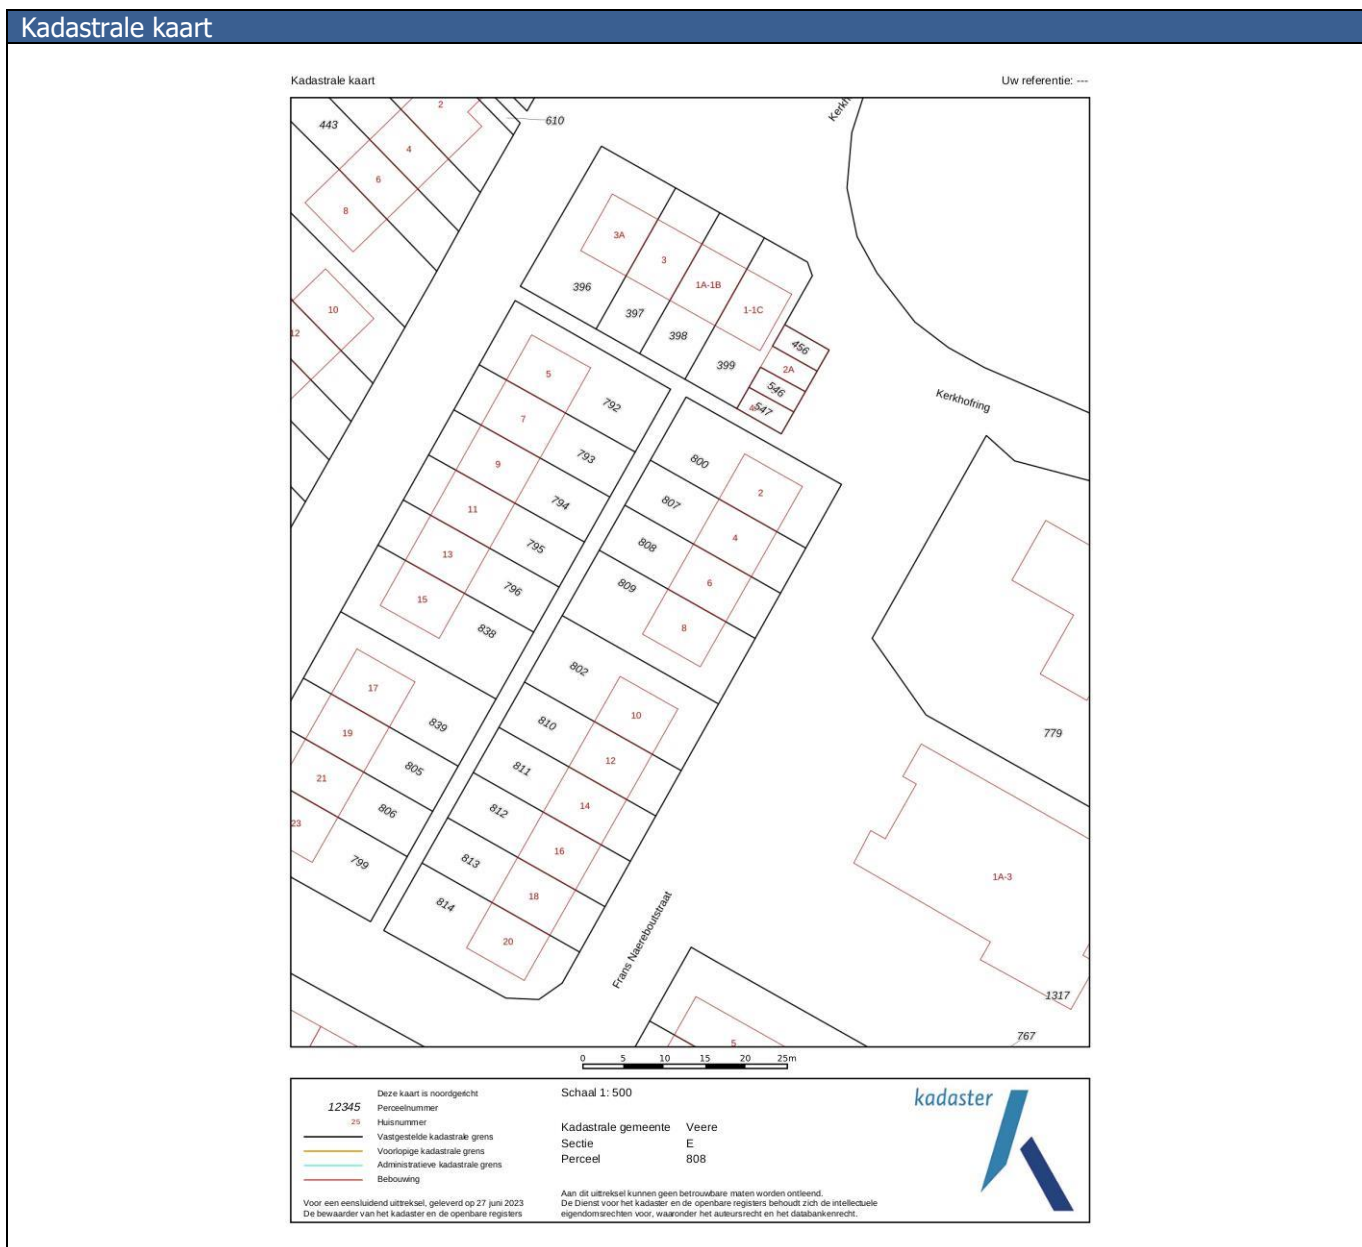 Kadastrale kaart
Kadastrale kaart
Uw referentie: ---
2
443
610
4
6
8
10
12
3A
3
1A-1B
1-1C
396
397
398
399
456
2A
546
547
Kerkhofring
5
792
7
793
9
794
11
795
13
796
15
838
800
2
807
4
808
6
809
8
802
10
810
12
811
14
812
16
813
18
814
20
17
839
19
805
21
806
23
799
779
1A-3
1317
767
5
Frans Naereboutstraat
0 5 10 15 20 25m
Deze kaart is noordgericht
12345 Perceelnummer
25 Huisnummer
Vastgestelde kadastrale grens
Voorlopige kadastrale grens
Administratieve kadastrale grens
Bebouwing
Voor een eensluidend uittreksel, geleverd op 27 juni 2023
De bewaarder van het kadaster en de openbare registers
Schaal 1: 500
Kadastrale gemeente Veere
Sectie E
Perceel 808
Aan dit uittreksel kunnen geen betrouwbare maten worden ontleend.
De Dienst voor het kadaster en de openbare registers behoudt zich de intellectuele
eigendomsrechten voor, waaronder het auteursrecht en het databankenrecht.
kadaster